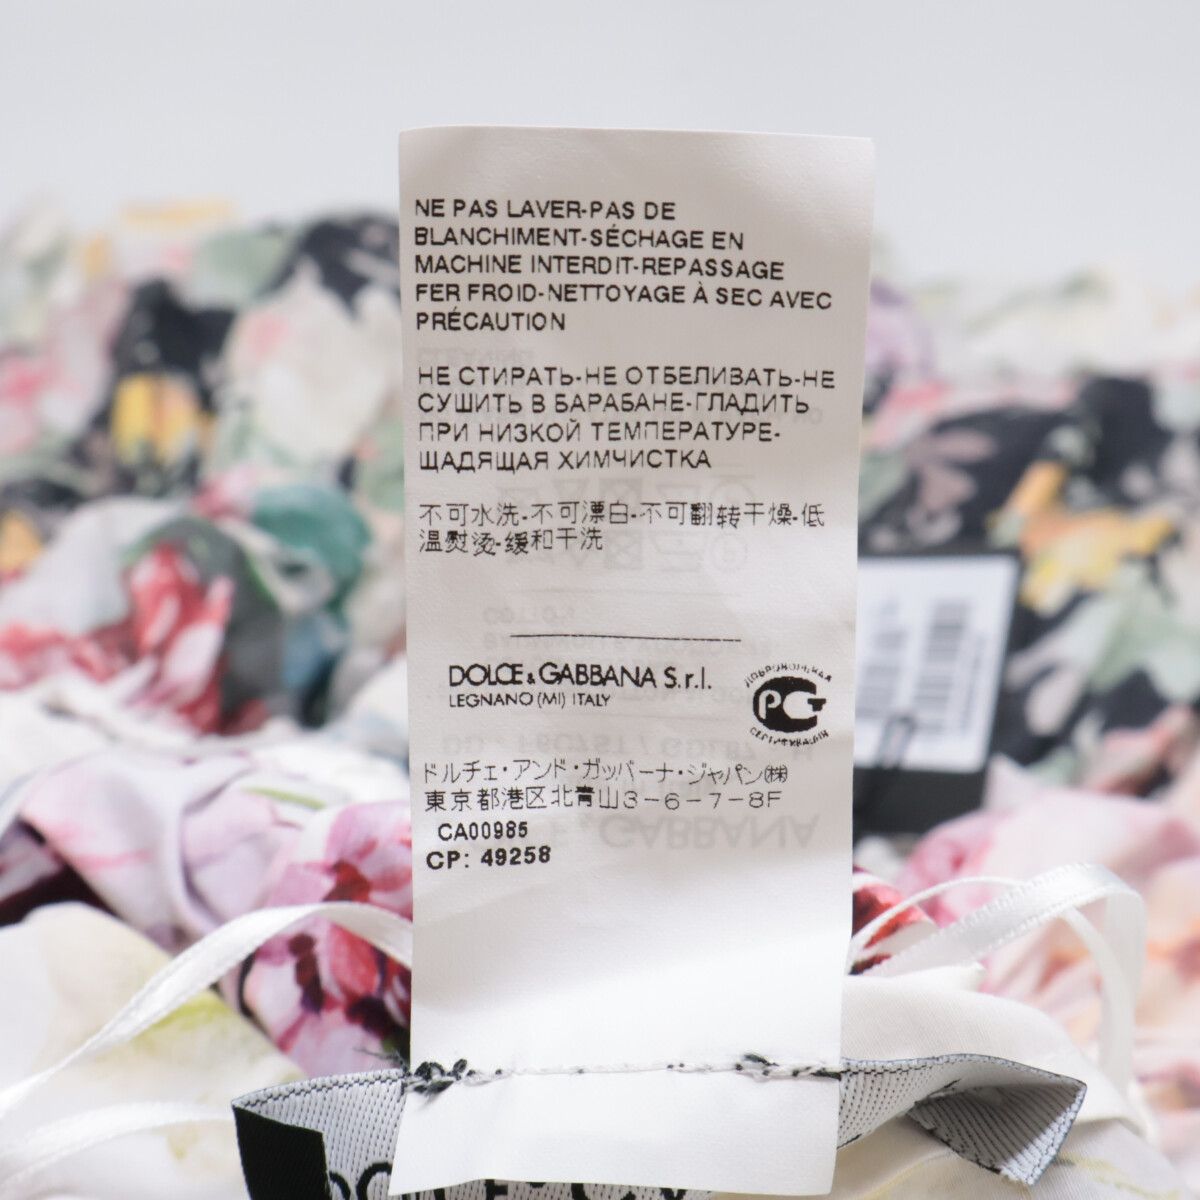 NE PAS LAVER-PAS DE
BLANCHIMENT-SÉCHAGE EN
MACHINE INTERDIT-REPASSAGE
FER FROID-NETTOYAGE À SEC AVEC
PRÉCAUTION
НЕ СТИРАТЬ-НЕ ОТБЕЛИВАТЬ-НЕ
СУШИТЬ В БАРАБАНЕ-ГЛАДИТЬ
ПРИ НИЗКОЙ ТЕМПЕРАТУРЕ-
ЩАДЯЩАЯ ХИМЧИСТКА
不可水洗-不可漂白-不可翻转干燥-低
温熨烫-缓和干洗
DOLCE & GABBANA S.r.l.
LEGNANO (MI) ITALY
ДОБРОВОЛЬНАЯ
РСТ
СЕРТИФИКАЦИЯ
ドルチェ・アンド・ガッバーナ・ジャパン㈱
東京都港区北青山3-6-7-8F
CA00985
CP: 49258